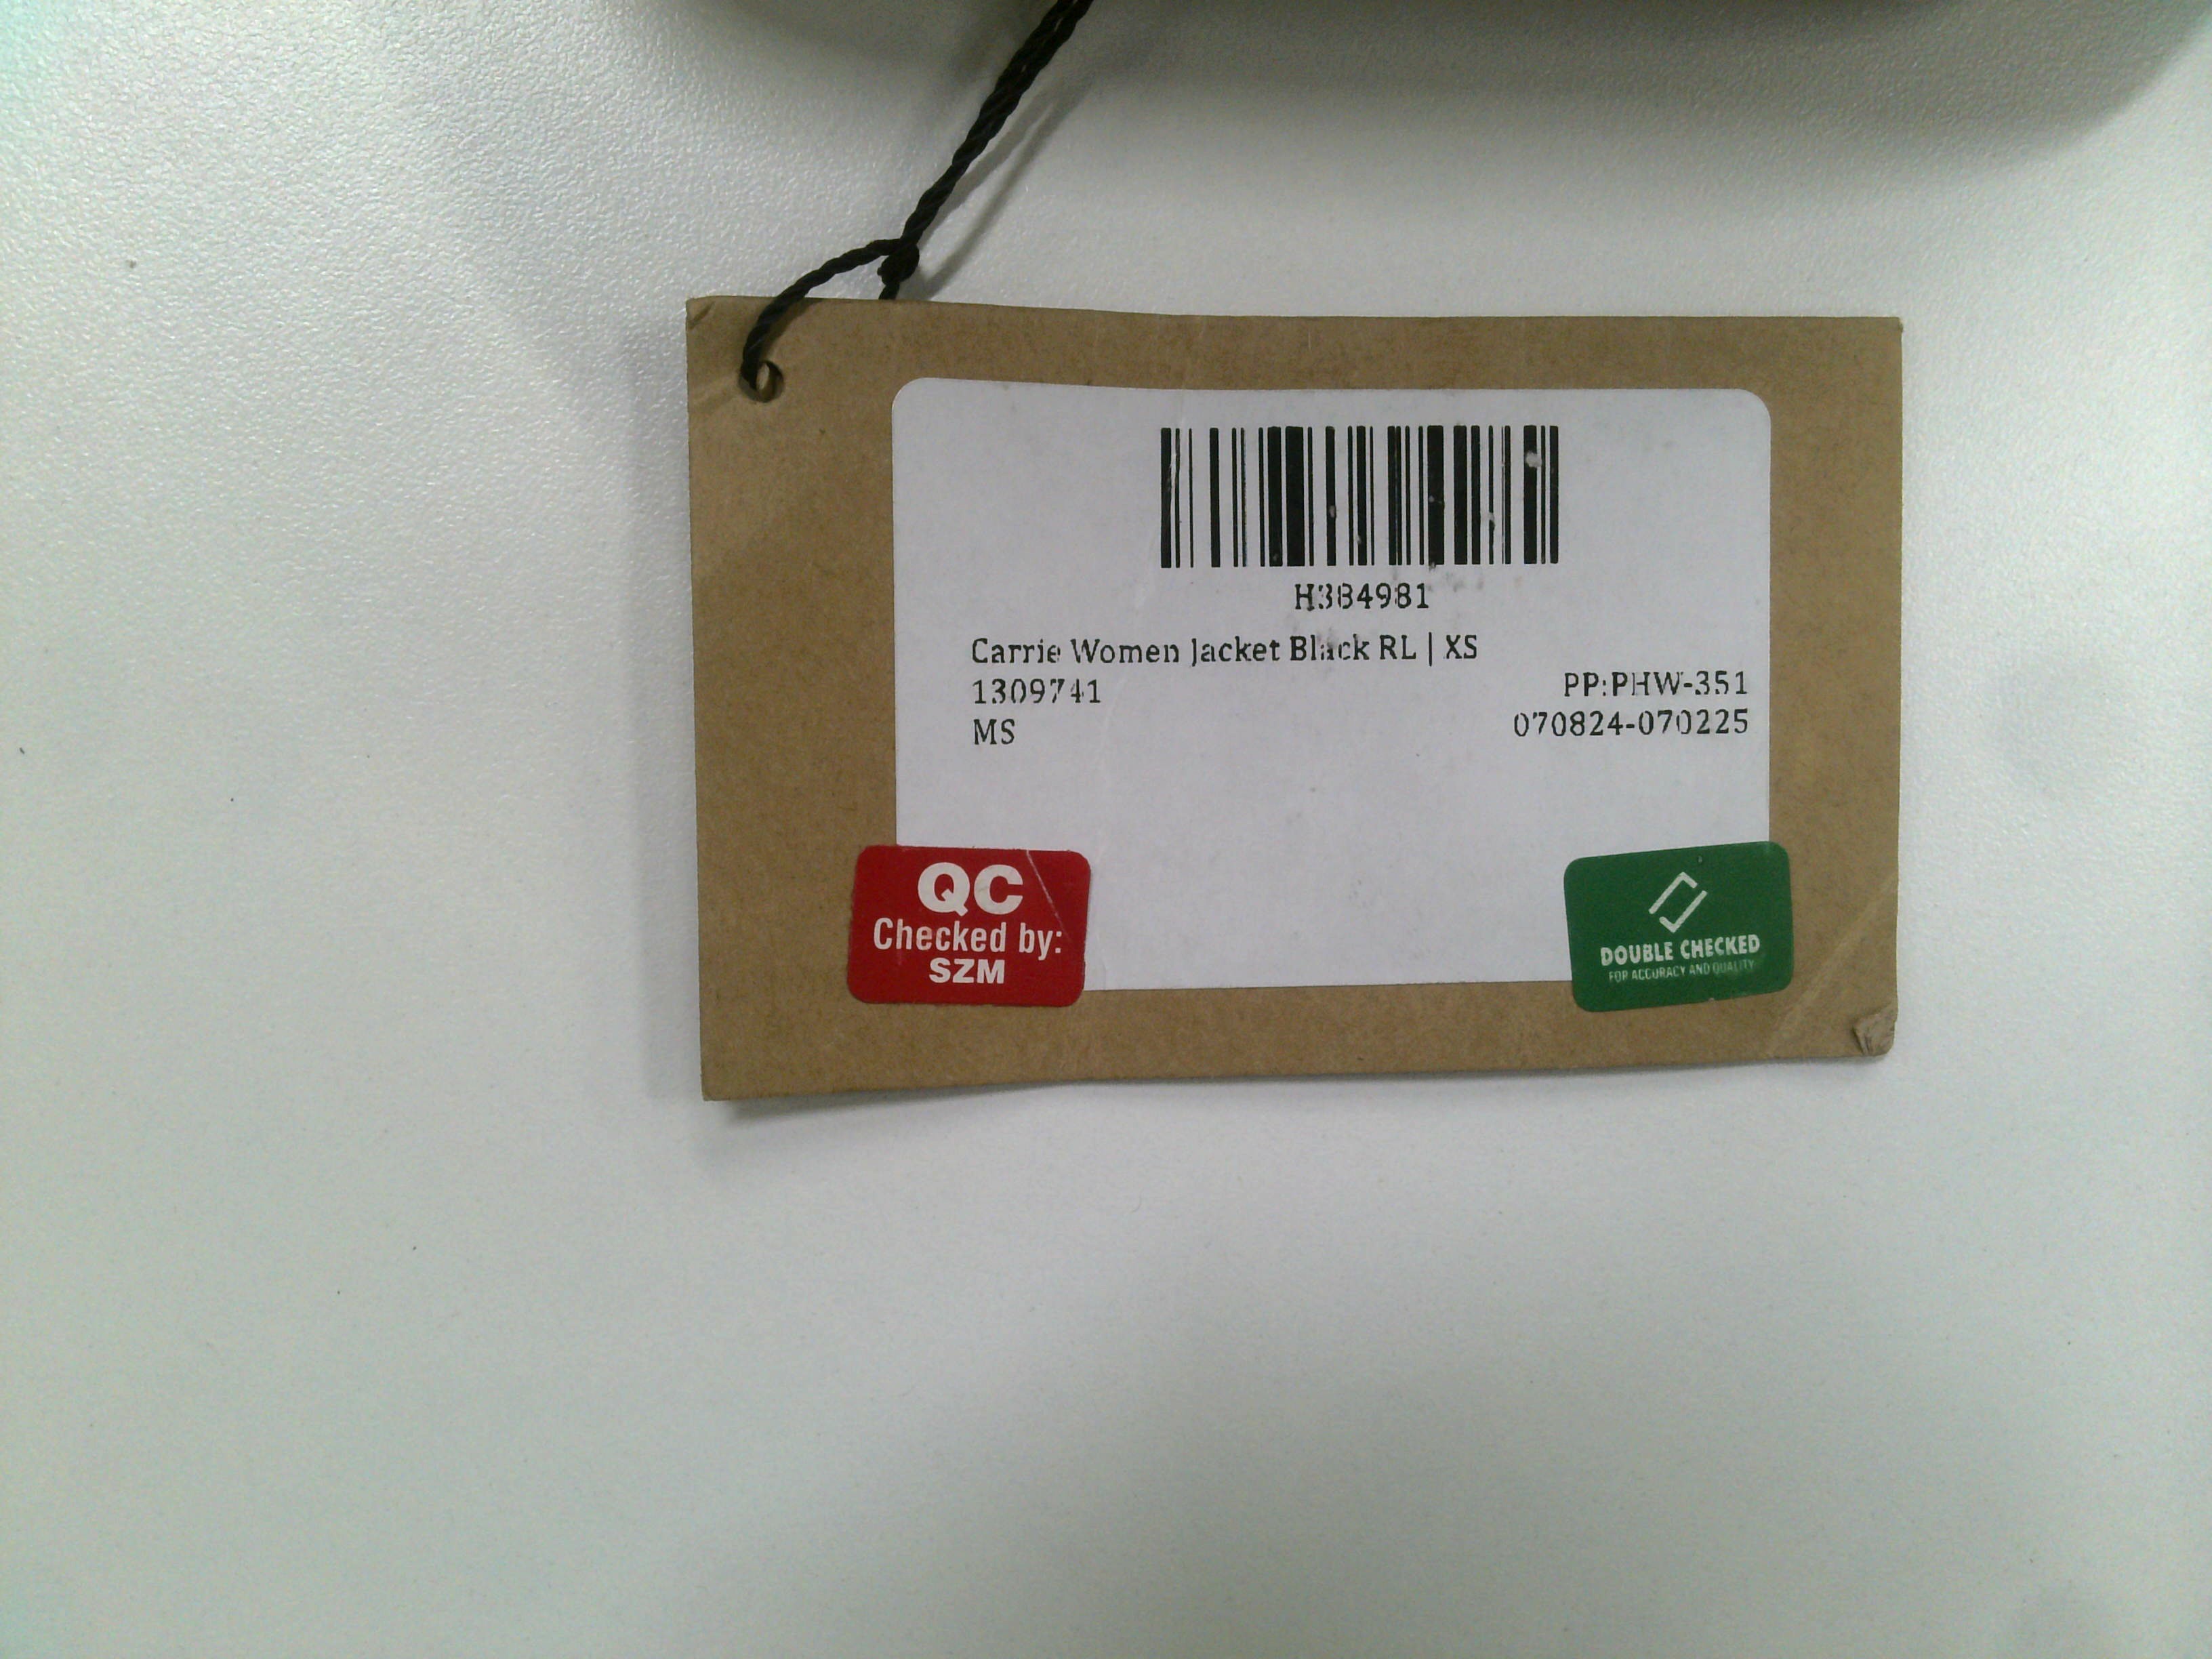 H384981
Carrie Women Jacket Black RL | XS
1309741
PP:PHW-351
MS
070824-070225
QC
Checked by:
SZM
DOUBLE CHECKED
FOR ACCURACY AND QUALITY